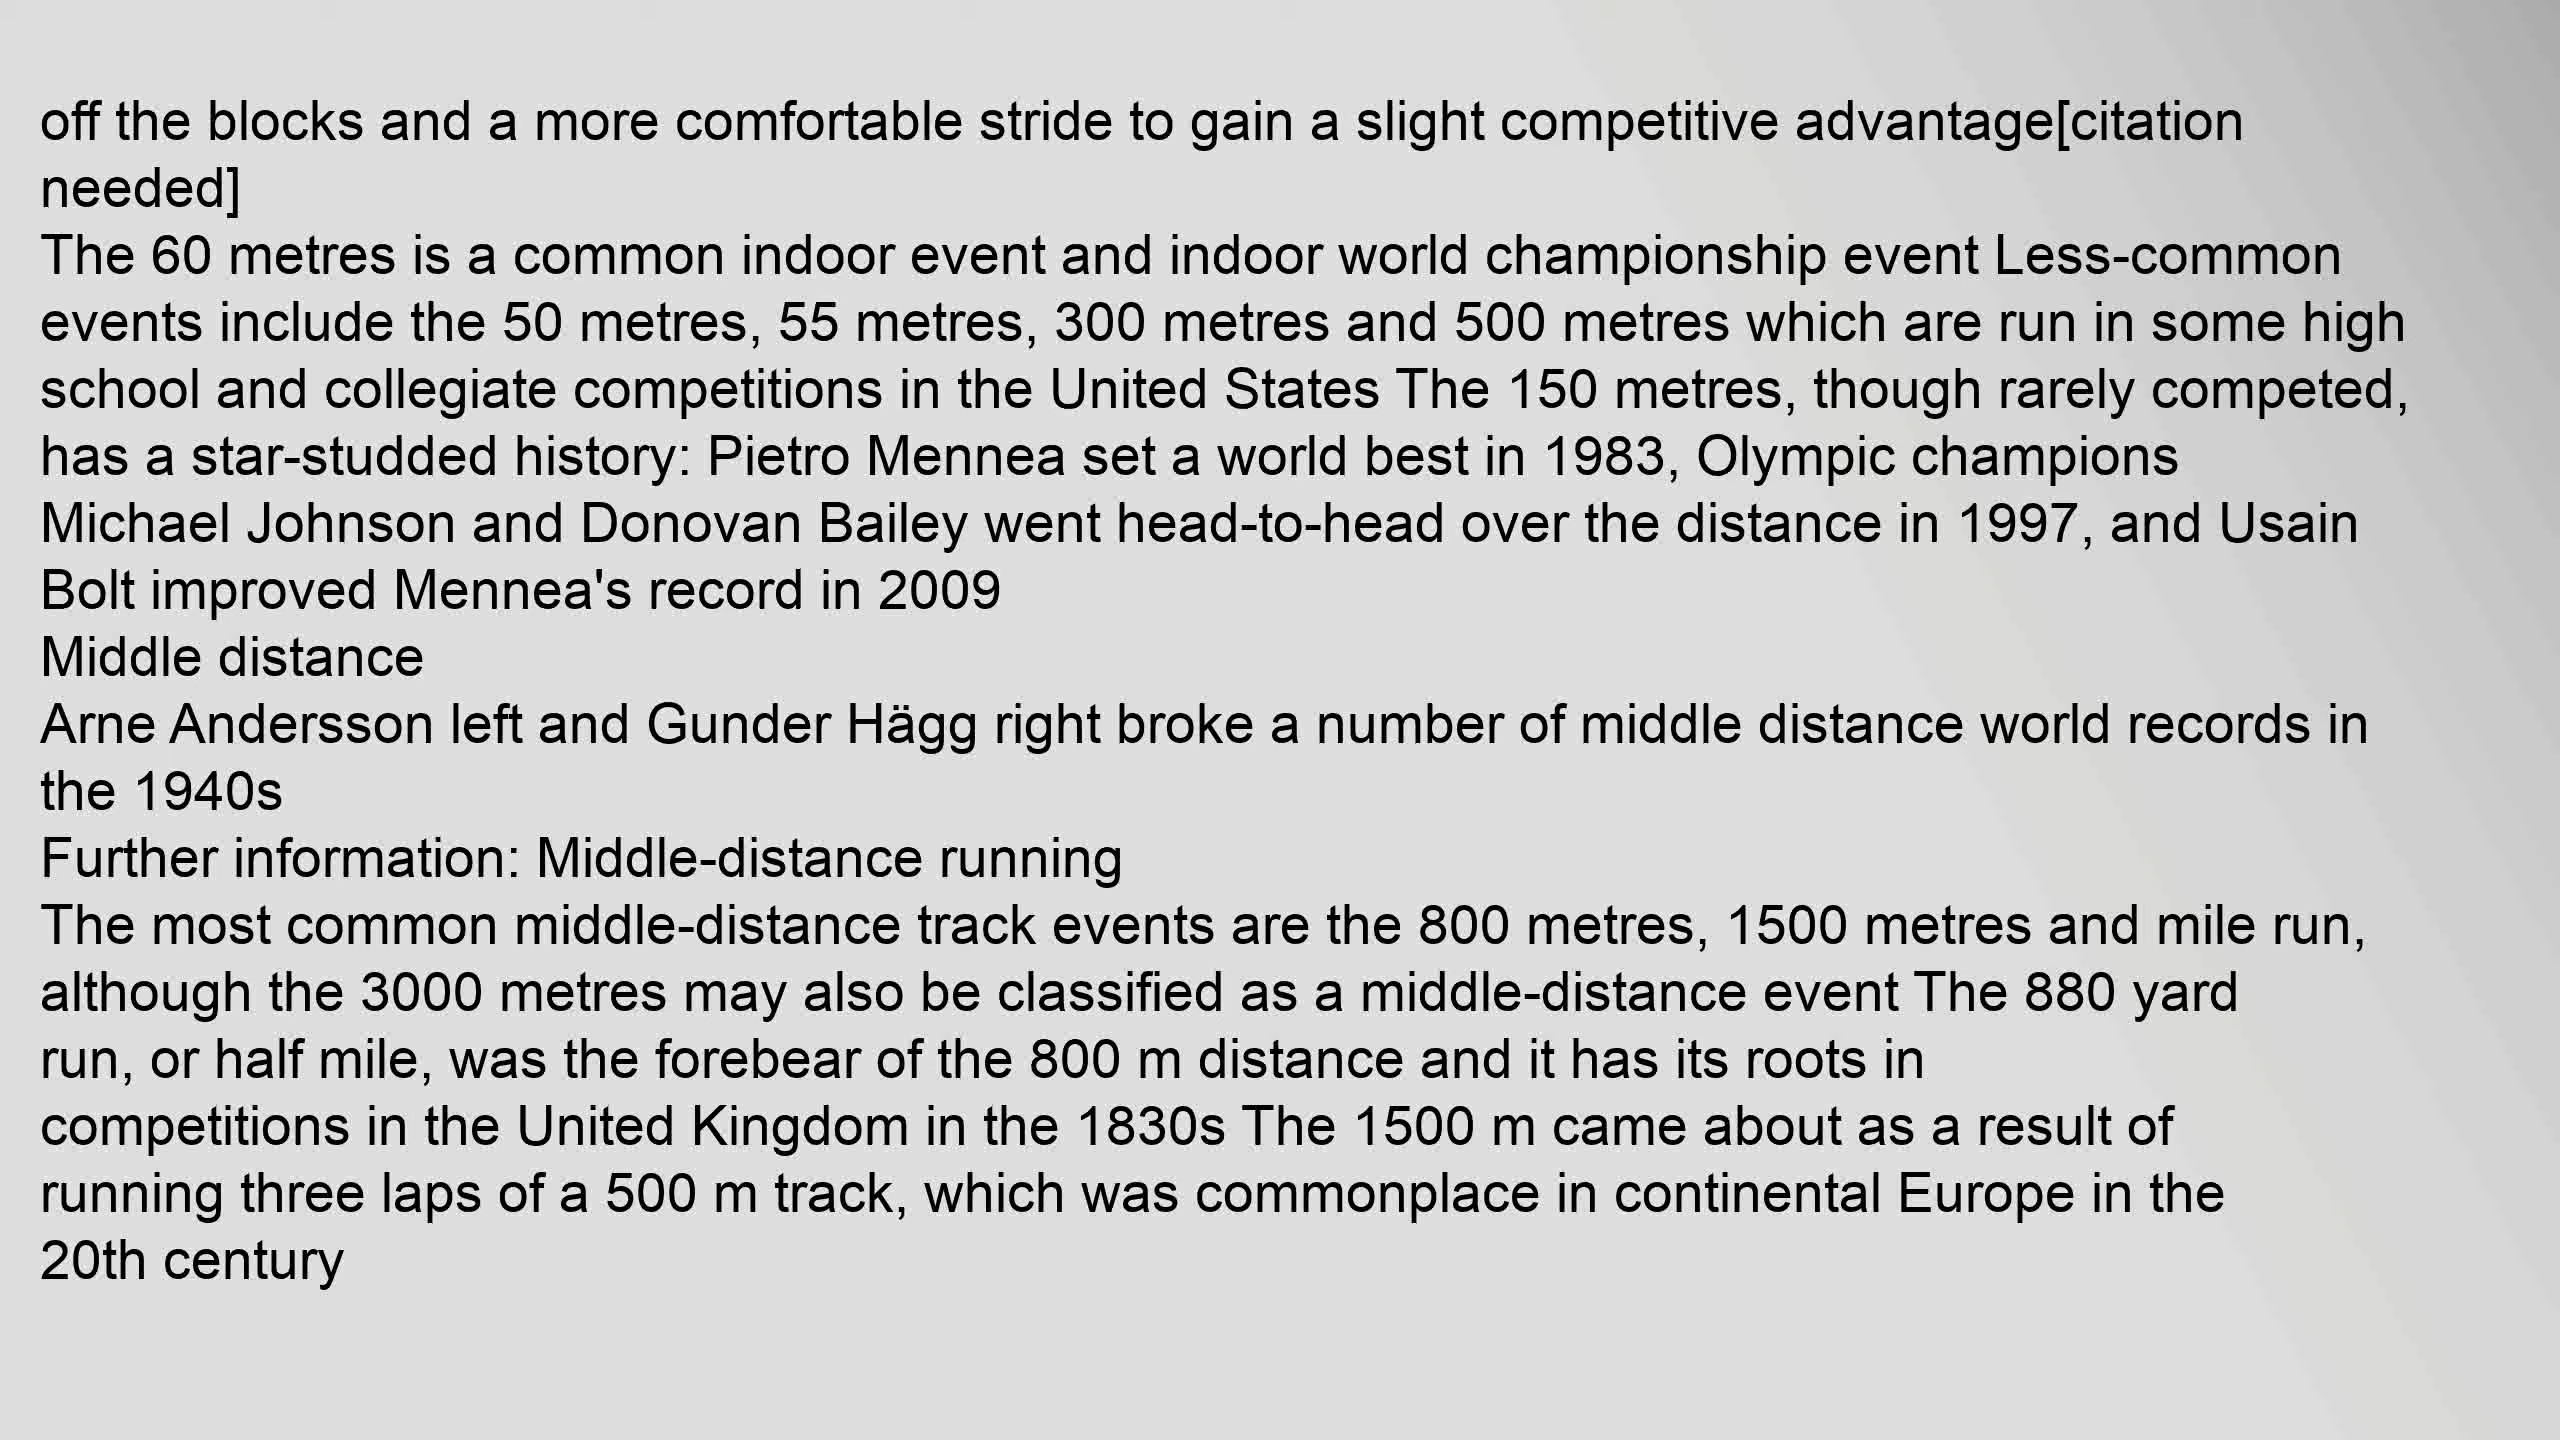 off the blocks and a more comfortable stride to gain a slight competitive advantage[citation
needed]
The 60 metres is a common indoor event and indoor world championship event Less-common
events include the 50 metres, 55 metres, 300 metres and 500 metres which are run in some high
school and collegiate competitions in the United States The 150 metres, though rarely competed,
has a star-studded history: Pietro Mennea set a world best in 1983, Olympic champions
Michael Johnson and Donovan Bailey went head-to-head over the distance in 1997, and Usain
Bolt improved Mennea's record in 2009
Middle distance
Arne Andersson left and Gunder Hägg right broke a number of middle distance world records in
the 1940s
Further information: Middle-distance running
The most common middle-distance track events are the 800 metres, 1500 metres and mile run,
although the 3000 metres may also be classified as a middle-distance event The 880 yard
run, or half mile, was the forebear of the 800 m distance and it has its roots in
competitions in the United Kingdom in the 1830s The 1500 m came about as a result of
running three laps of a 500 m track, which was commonplace in continental Europe in the
20th century